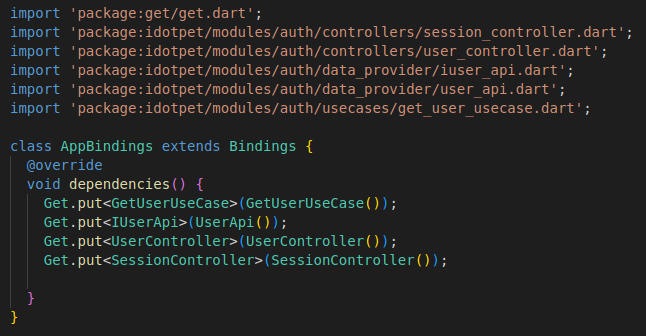 import 'package:get/get.dart';
import 'package:idotpet/modules/auth/controllers/session_controller.dart';
import 'package:idotpet/modules/auth/controllers/user_controller.dart';
import 'package:idotpet/modules/auth/data_provider/iuser_api.dart';
import 'package:idotpet/modules/auth/data_provider/user_api.dart';
import 'package:idotpet/modules/auth/usecases/get_user_usecase.dart';

class AppBindings extends Bindings {
  @override
  void dependencies() {
    Get.put<GetUserUseCase>(GetUserUseCase());
    Get.put<IUserApi>(UserApi());
    Get.put<UserController>(UserController());
    Get.put<SessionController>(SessionController());

  }
}